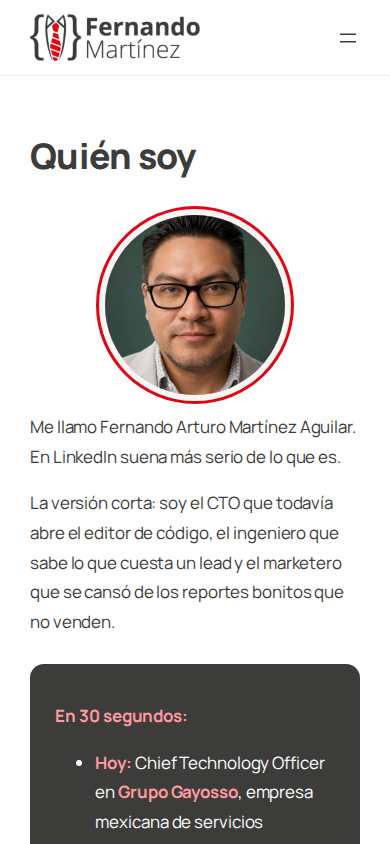 Fernando
Martínez
Quién soy
Me llamo Fernando Arturo Martínez Aguilar.
En LinkedIn suena más serio de lo que es.
La versión corta: soy el CTO que todavía
abre el editor de código, el ingeniero que
sabe lo que cuesta un lead y el marketero
que se cansó de los reportes bonitos que
no venden.
En 30 segundos:
Hoy: Chief Technology Officer
en Grupo Gayosso, empresa
mexicana de servicios